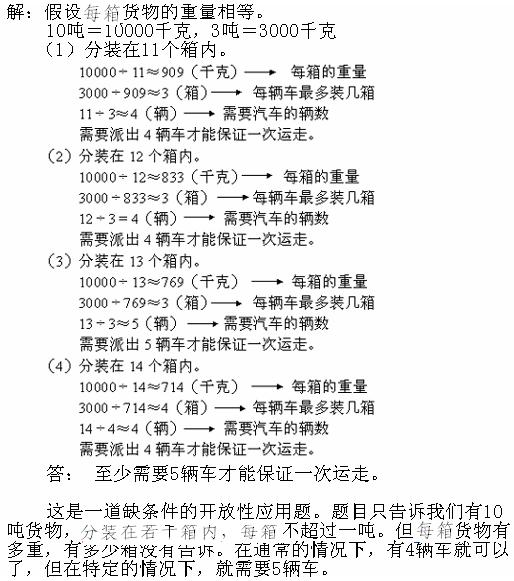 解：假设每箱货物的重量相等。
10吨＝10000千克，3吨＝3000千克
（1）分装在11个箱内。
10000÷11≈909（千克）⟶ 每箱的重量
3000÷909≈3（箱）⟶ 每辆车最多装几箱
11÷3≈4（辆）⟶ 需要汽车的辆数
需要派出4辆车才能保证一次运走。
（2）分装在12个箱内。
10000÷12≈833（千克）⟶ 每箱的重量
3000÷833≈3（箱）⟶每辆车最多装几箱
12÷3＝4（辆）⟶ 需要汽车的辆数
需要派出4辆车才能保证一次运走。
（3）分装在13个箱内。
10000÷13≈769（千克）⟶ 每箱的重量
3000÷769≈3（箱）⟶ 每辆车最多装几箱
13÷3≈5（辆）⟶需要汽车的辆数
需要派出5辆车才能保证一次运走。
（4）分装在14个箱内。
10000÷14≈714（千克）⟶ 每箱的重量
3000÷714≈4（箱）⟶ 每辆车最多装几箱
14÷4≈4（辆）⟶ 需要汽车的辆数
需要派出4辆车才能保证一次运走。
答： 至少需要5辆车才能保证一次运走。
这是一道缺条件的开放性应用题。题目只告诉我们有10
吨货物，分装在若干箱内，每箱不超过一吨。但每箱货物有
多重，有多少箱没有告诉。在通常的情况下，有4辆车就可以
了，但在特定的情况下，就需要5辆车。